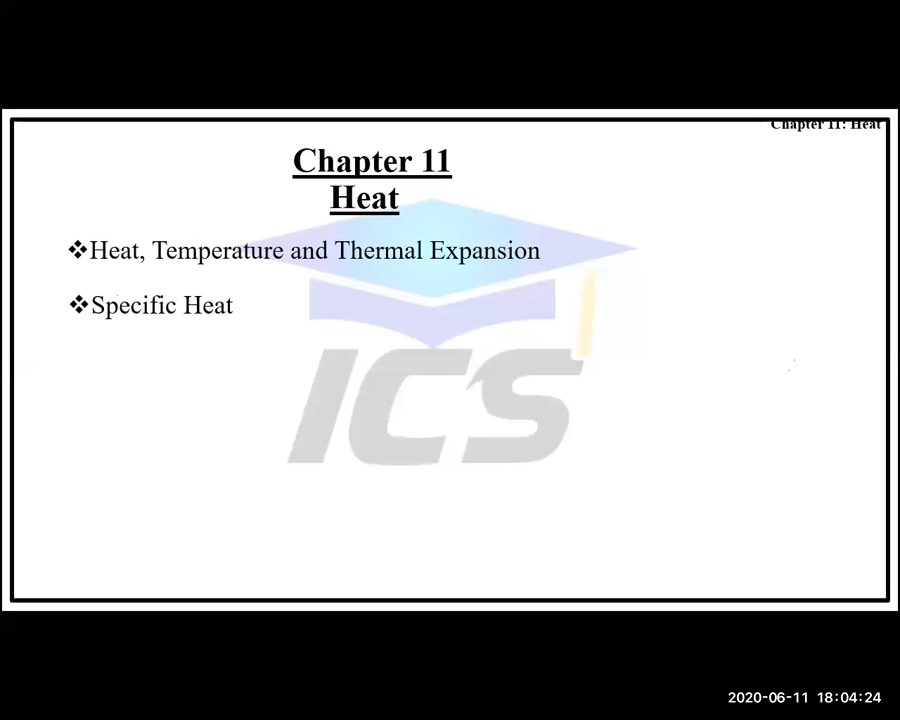 Chapter 11: Heat
Chapter 11
Heat
❖Heat, Temperature and Thermal Expansion
❖Specific Heat
ICS
2020-06-11 18:04:24